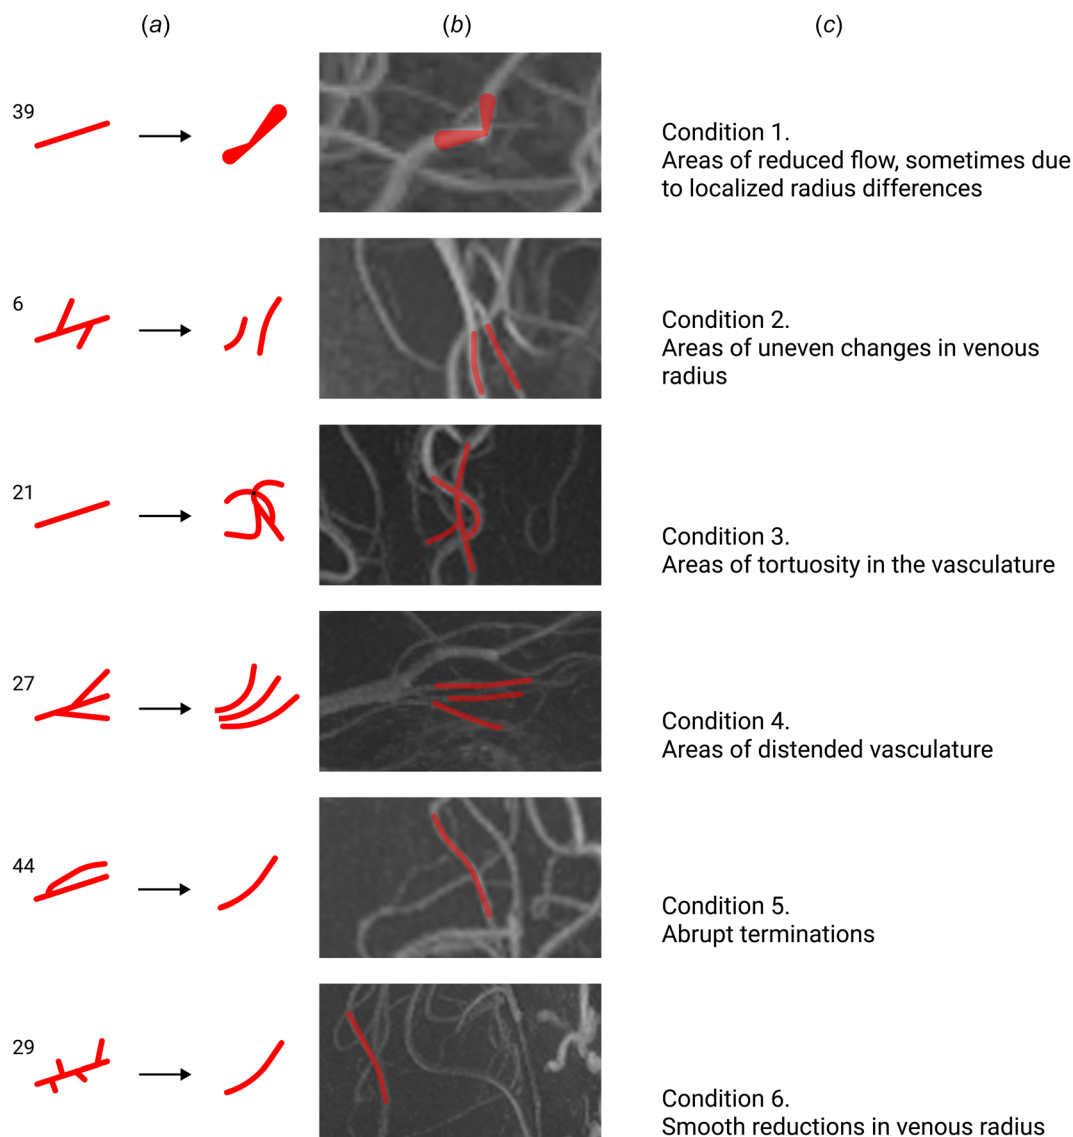 (a) (b) (c)
39
Condition 1.
Areas of reduced flow, sometimes due
to localized radius differences
6
Condition 2.
Areas of uneven changes in venous
radius
21
Condition 3.
Areas of tortuosity in the vasculature
27
Condition 4.
Areas of distended vasculature
44
Condition 5.
Abrupt terminations
29
Condition 6.
Smooth reductions in venous radius